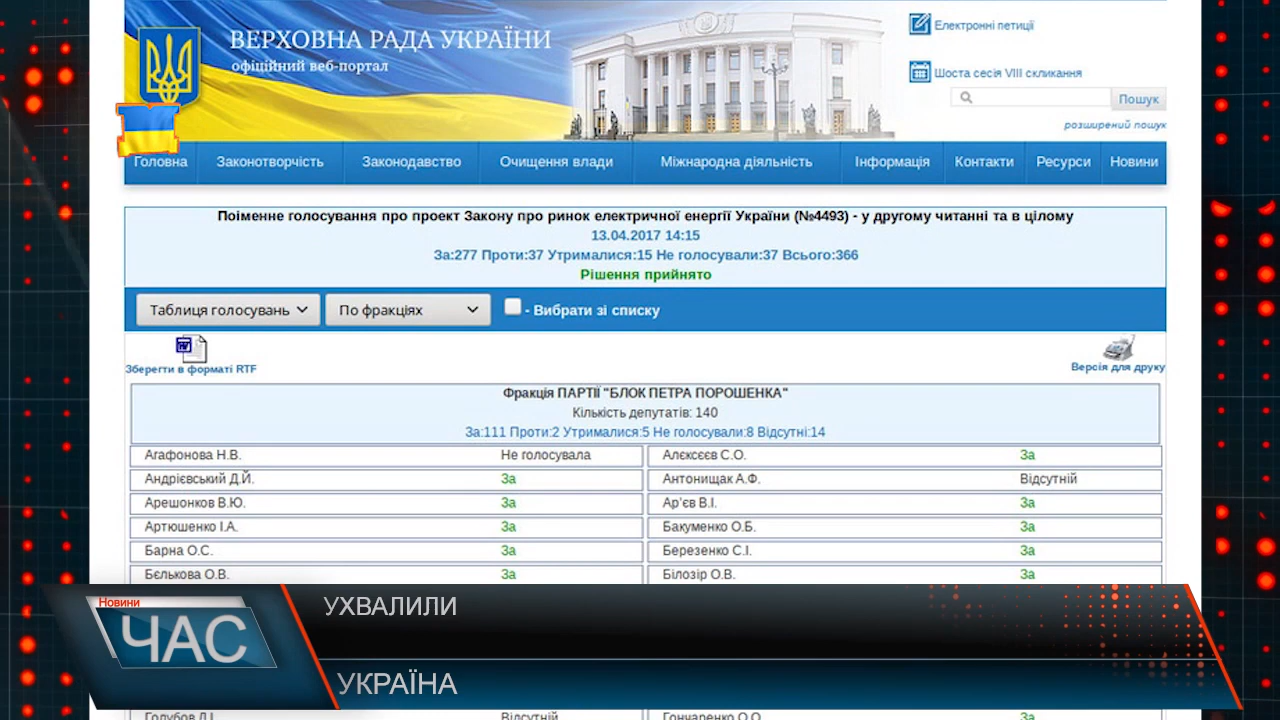 ВЕРХОВНА РАДА УКРАЇНИ
офіційний веб-портал
Електронні петиції
Шоста сесія VIII скликання
Пошук
розширений пошук
Головна Законотворчість Законодавство Очищення влади Міжнародна діяльність Інформація Контакти Ресурси Новини
Поіменне голосування про проект Закону про ринок електричної енергії України (№4493) - у другому читанні та в цілому
13.04.2017 14:15
За:277 Проти:37 Утрималися:15 Не голосували:37 Всього:366
Рішення прийнято
Таблиця голосувань По фракціях - Вибрати зі списку
Зберегти в форматі RTF Версія для друку
Фракція ПАРТІЇ "БЛОК ПЕТРА ПОРОШЕНКА"
Кількість депутатів: 140
За:111 Проти:2 Утрималися:5 Не голосували:8 Відсутні:14
Агафонова Н.В. Не голосувала Алєксєєв С.О. За
Андрієвський Д.Й. За Антонищак А.Ф. Відсутній
Арешонков В.Ю. За Ар'єв В.І. За
Артюшенко І.А. За Бакуменко О.Б. За
Барна О.С. За Березенко С.І. За
Бєлькова О.В. За Білозір О.В. За
Новини
ЧАС
УХВАЛИЛИ
УКРАЇНА
Голубов Д.І. Відсутній Гончаренко О.О. За